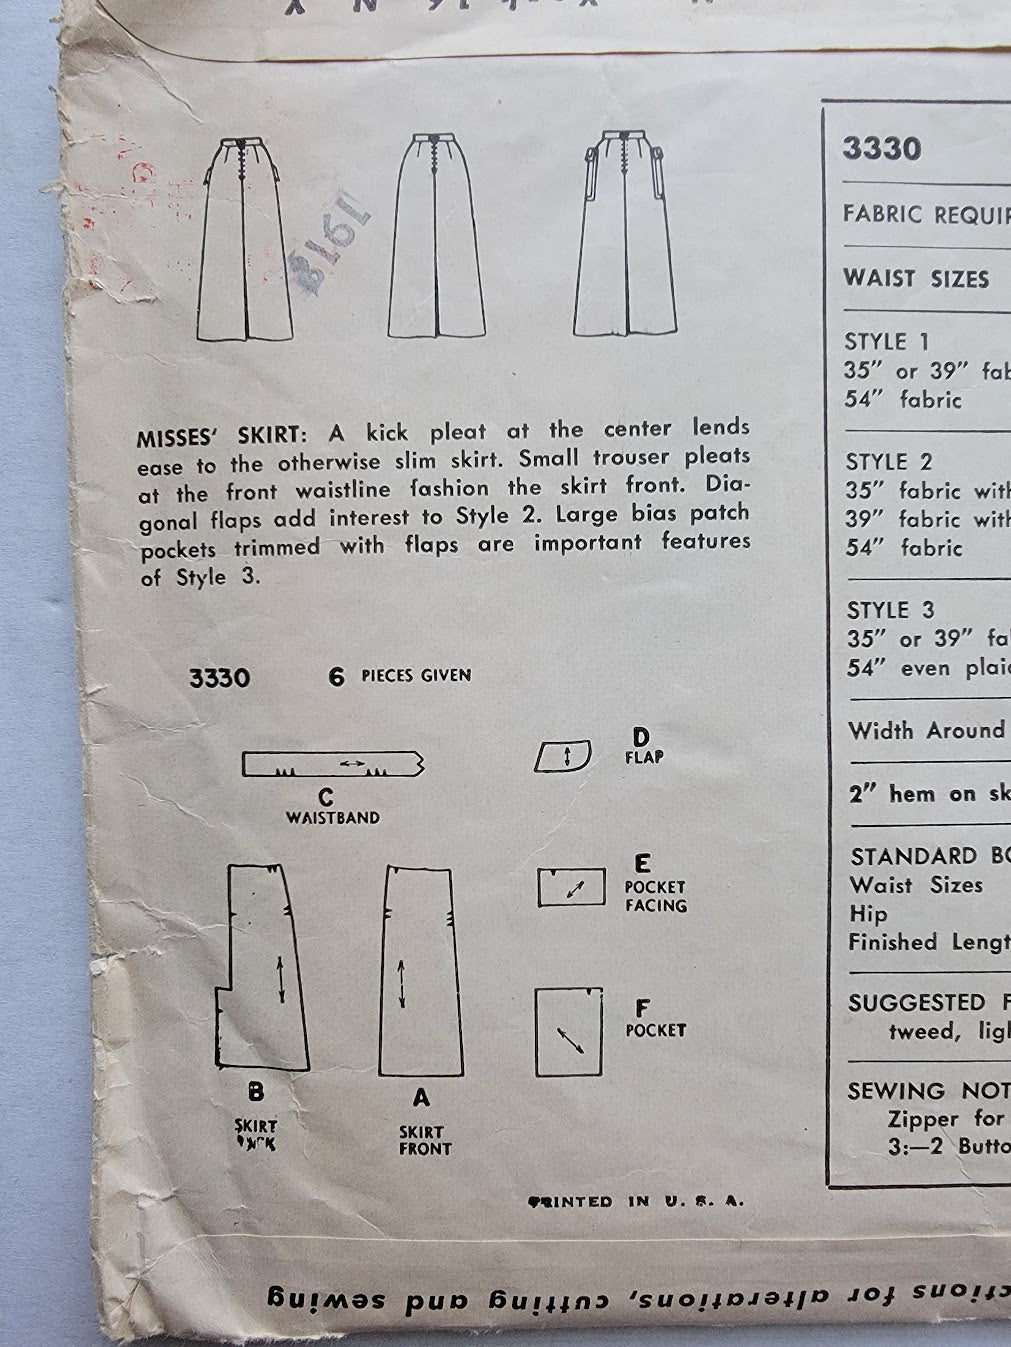 3330
FABRIC REQUIR
WAIST SIZES
STYLE 1
35" or 39" fab
54" fabric
STYLE 2
35" fabric with
39" fabric with
54" fabric
STYLE 3
35" or 39" fa
54" even plaid
Width Around
2" hem on sk
STANDARD BO
Waist Sizes
Hip
Finished Lengt
SUGGESTED F
tweed, ligh
SEWING NOT
Zipper for
3:—2 Butto
MISSES' SKIRT: A kick pleat at the center lends
ease to the otherwise slim skirt. Small trouser pleats
at the front waistline fashion the skirt front. Dia-
gonal flaps add interest to Style 2. Large bias patch
pockets trimmed with flaps are important features
of Style 3.
3330 6 PIECES GIVEN
C
WAISTBAND
D
FLAP
E
POCKET
FACING
F
POCKET
B
SKIRT
A
SKIRT
FRONT
PRINTED IN U. S. A.
ctions for alterations, cutting and sewing